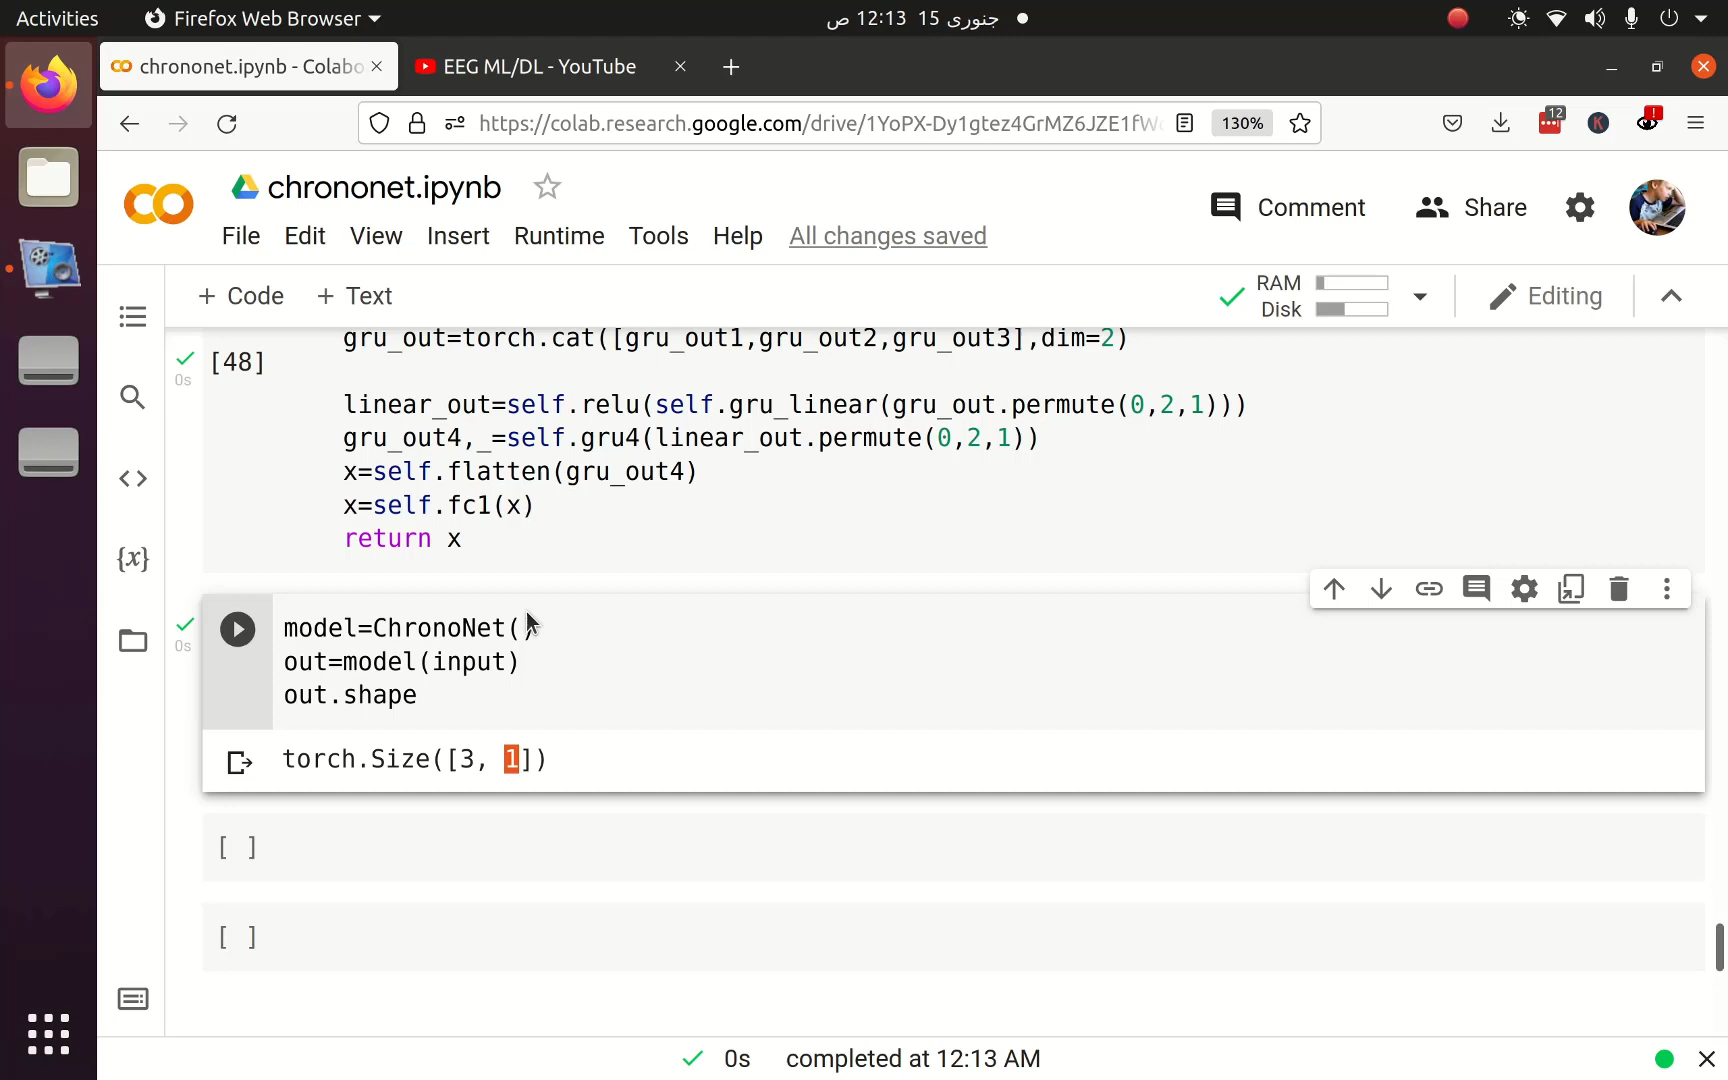 Activities
Firefox Web Browser
جنوری 15 12:13 ص
chrononet.ipynb - Colabo
EEG ML/DL - YouTube
https://colab.research.google.com/drive/1YoPX-Dy1gtez4GrMZ6JZE1fW
130%
12
chrononet.ipynb
Comment
Share
File Edit View Insert Runtime Tools Help All changes saved
+ Code + Text
RAM
Disk
Editing
gru_out=torch.cat([gru_out1,gru_out2,gru_out3],dim=2)
[48]
0s
linear_out=self.relu(self.gru_linear(gru_out.permute(0,2,1)))
gru_out4,_=self.gru4(linear_out.permute(0,2,1))
x=self.flatten(gru_out4)
x=self.fc1(x)
return x
0s
model=ChronoNet()
out=model(input)
out.shape
torch.Size([3, 1])
[ ]
[ ]
0s completed at 12:13 AM